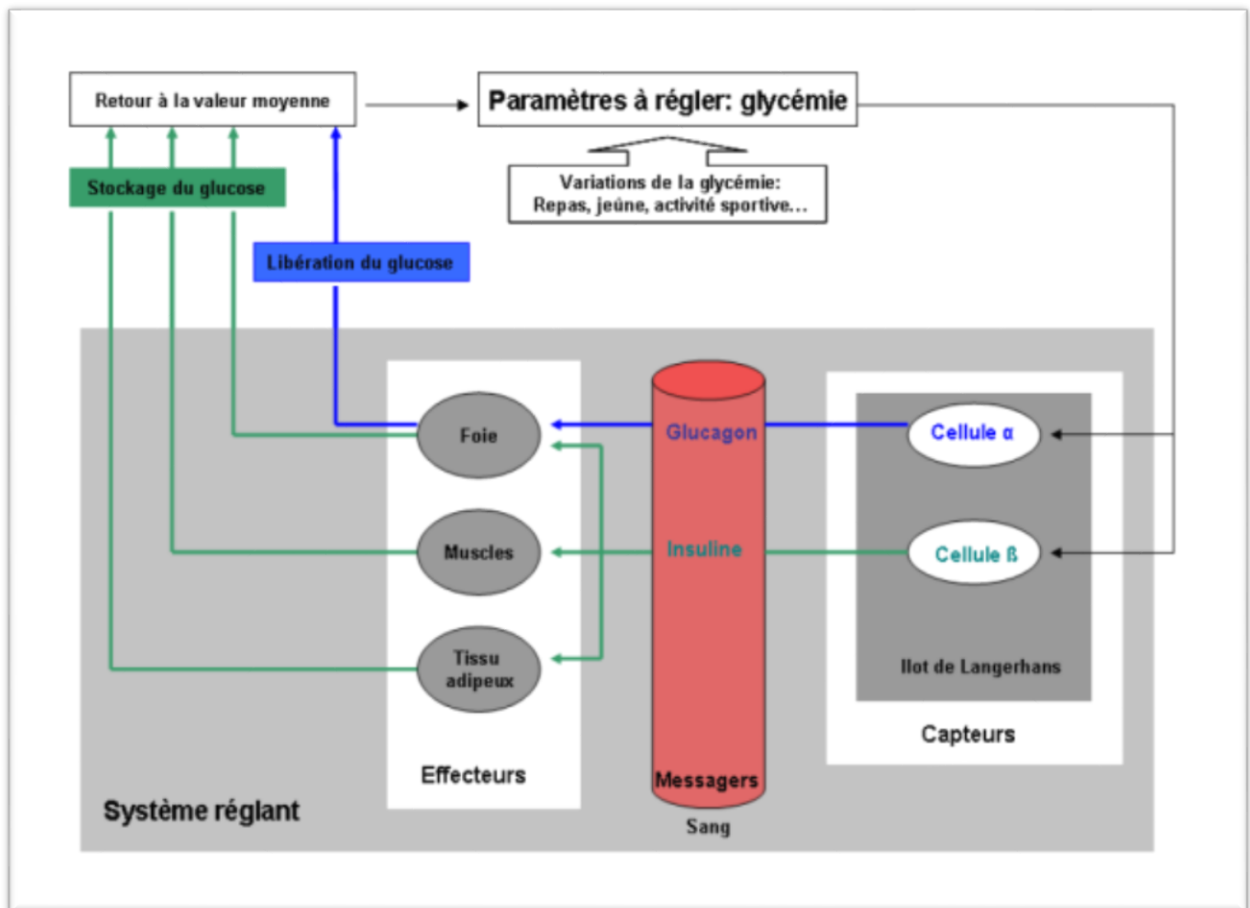 Retour à la valeur moyenne
Paramètres à régler: glycémie
Stockage du glucose
Variations de la glycémie:
Repas, jeûne, activité sportive...
Libération du glucose
Foie
Glucagon
Cellule α
Muscles
Insuline
Cellule ß
Tissu
adipeux
Ilot de Langerhans
Capteurs
Effecteurs
Messagers
Système réglant
Sang